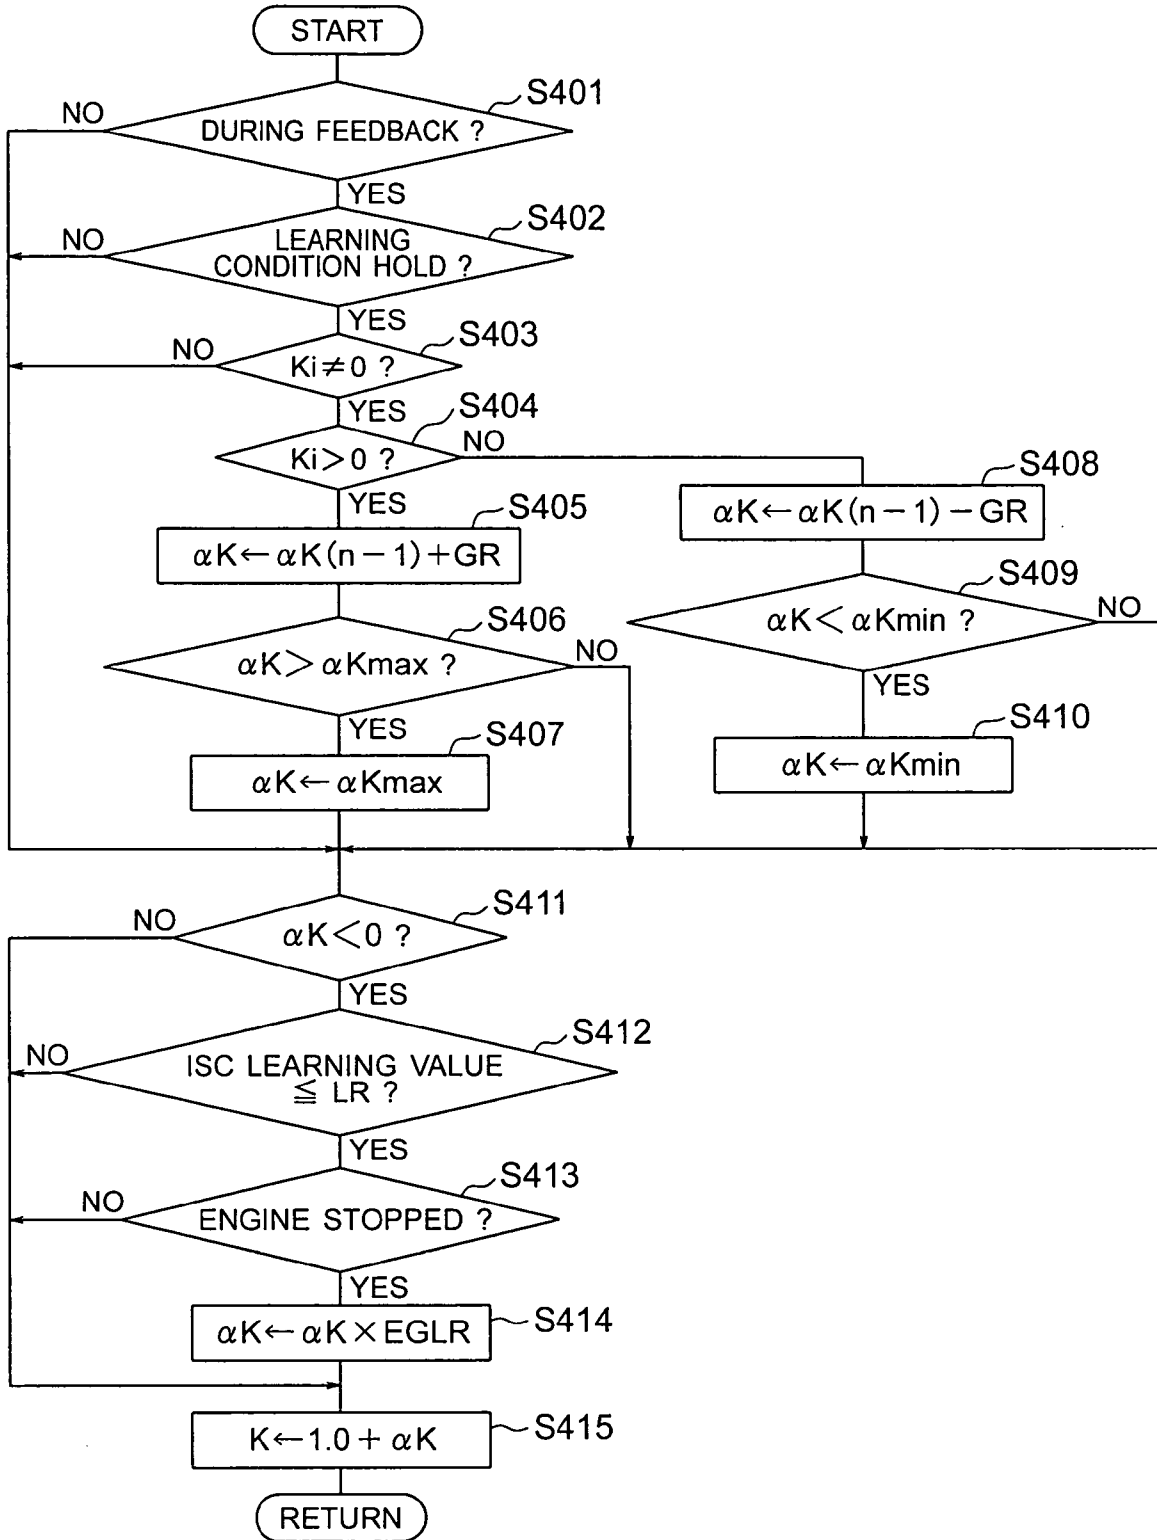 START
S401
NO
DURING FEEDBACK ?
YES
S402
NO
LEARNING
CONDITION HOLD ?
YES
S403
NO
Ki≠0 ?
YES
S404
NO
Ki>0 ?
YES
S405
αK←αK(n−1)+GR
S406
αK>αKmax ?
NO
YES
S407
αK←αKmax
S408
αK←αK(n−1)−GR
S409
αK<αKmin ?
NO
YES
S410
αK←αKmin
S411
NO
αK<0 ?
YES
S412
NO
ISC LEARNING VALUE
≦ LR ?
YES
S413
NO
ENGINE STOPPED ?
YES
S414
αK←αK×EGLR
S415
K←1.0+αK
RETURN